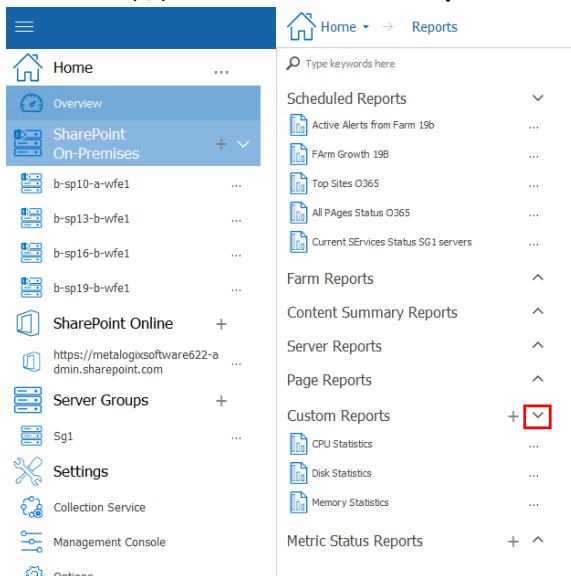 Home
...
Overview
SharePoint
On-Premises
+
b-sp10-a-wfe1
...
b-sp13-b-wfe1
...
b-sp16-b-wfe1
...
b-sp19-b-wfe1
...
SharePoint Online
+
https://metalogixsoftware622-a
dmin.sharepoint.com
...
Server Groups
+
Sg1
...
Settings
Collection Service
Management Console
Options
Home → Reports
Type keywords here
Scheduled Reports
Active Alerts from Farm 19b
...
FArm Growth 19B
...
Top Sites O365
...
All PAges Status O365
...
Current SErvices Status SG1 servers
...
Farm Reports
Content Summary Reports
Server Reports
Page Reports
Custom Reports
+
CPU Statistics
...
Disk Statistics
...
Memory Statistics
...
Metric Status Reports
+